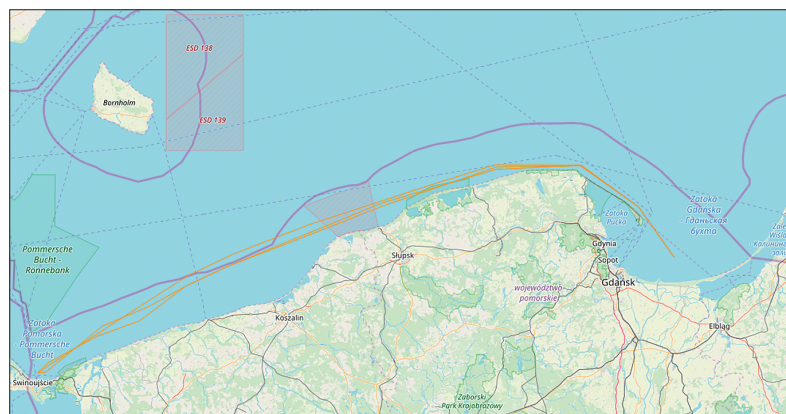 ESD 138
Bornholm
ESD 139
Zatoka
Gdańska
- Гданьская
бухта
Zatoka
Pucka
Pommersche
Bucht -
Rönnebank
Gdynia
Słupsk
Sopot
Gdańsk
województwo
pomorskie
Koszalin
Zatoka
Pomorska
Pommersche
Bucht
Elbląg
Świnoujście
Zaborski
Park Krajobrazowy